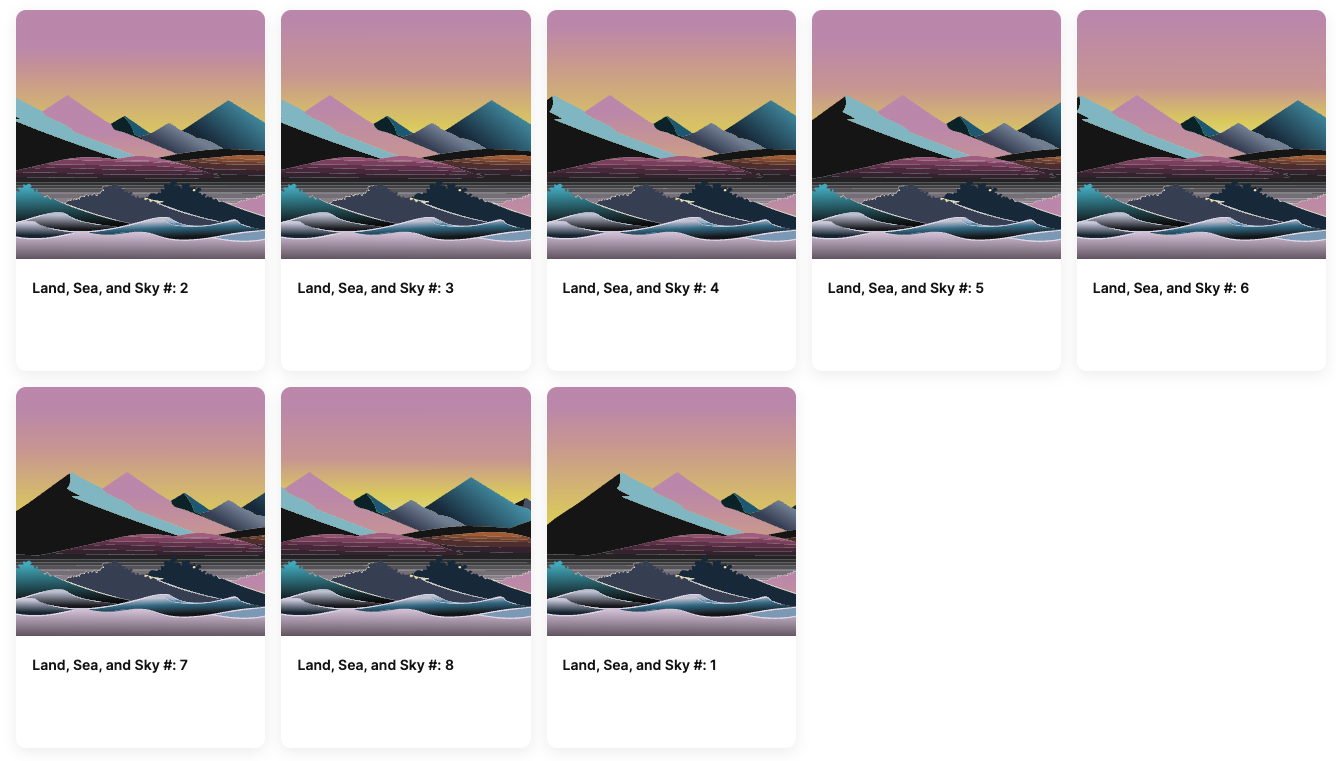 Land, Sea, and Sky #: 2
Land, Sea, and Sky #: 3
Land, Sea, and Sky #: 4
Land, Sea, and Sky #: 5
Land, Sea, and Sky #: 6
Land, Sea, and Sky #: 7
Land, Sea, and Sky #: 8
Land, Sea, and Sky #: 1